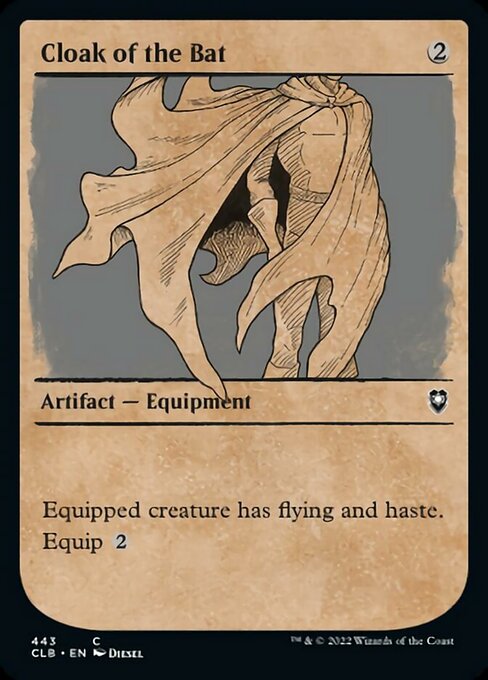 Cloak of the Bat 2
Artifact — Equipment
Equipped creature has flying and haste.
Equip 2
443 C
CLB • EN DIESEL
™ & © 2022 Wizards of the Coast